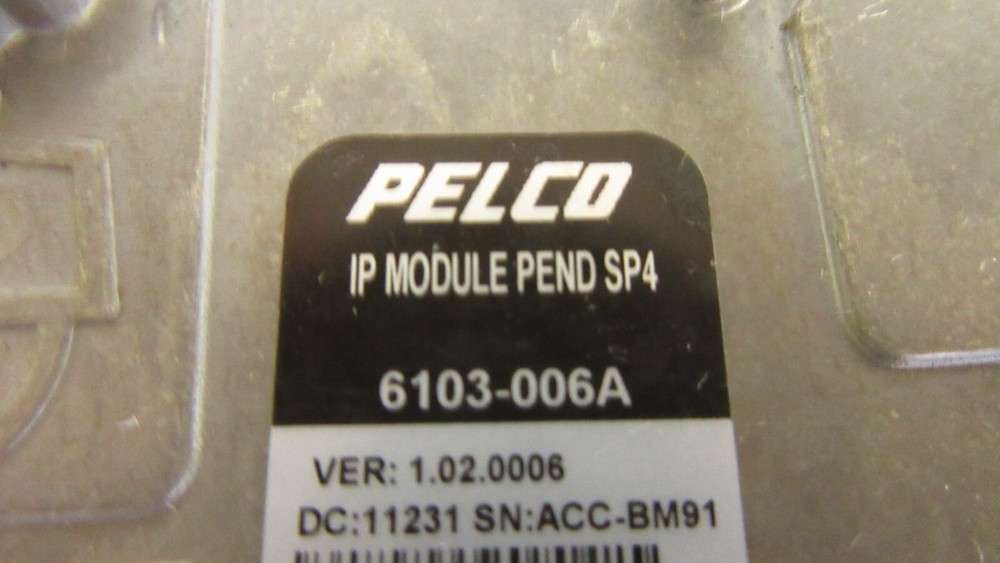 PELCO
IP MODULE PEND SP4
6103-006A
VER: 1.02.0006
DC:11231 SN:ACC-BM91